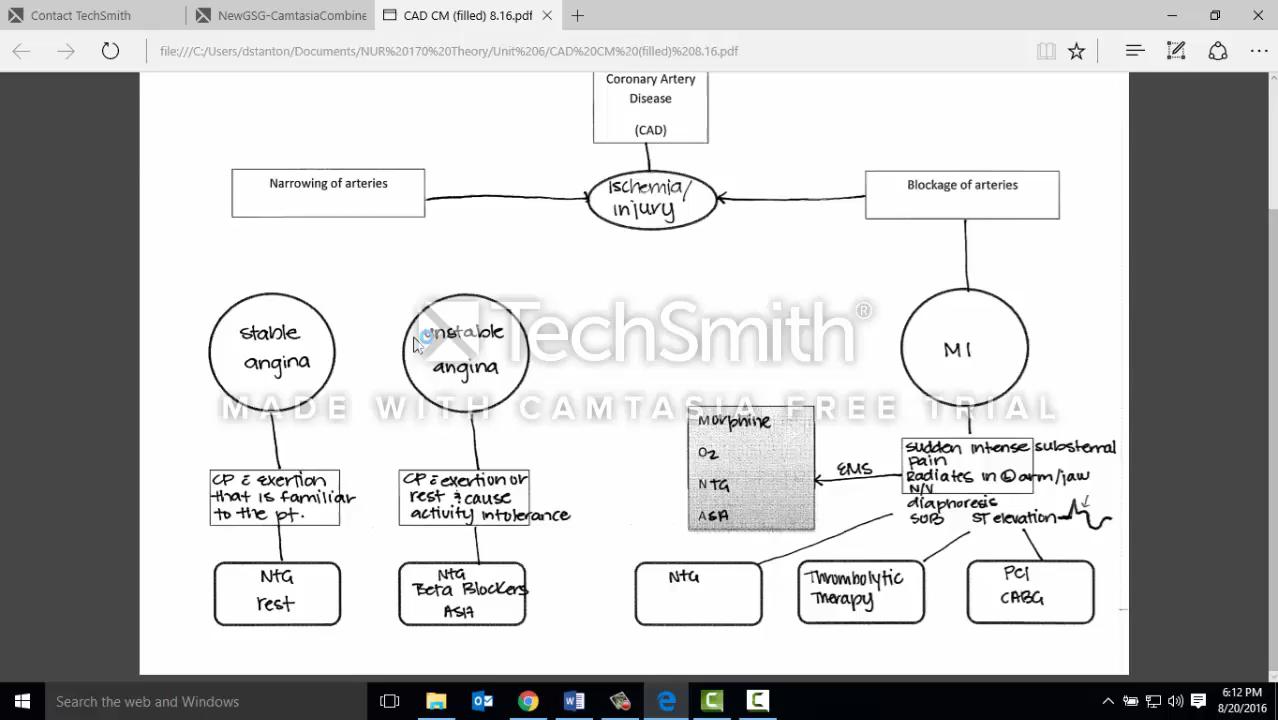 Contact TechSmith
NewGSG-CamtasiaCombine
CAD CM (filled) 8.16.pdf
file:///C:/Users/dstanton/Documents/NUR%20170%20Theory/Unit%206/CAD%20CM%20(filled)%208.16.pdf
Coronary Artery
Disease
(CAD)
Narrowing of arteries
Ischemia/
injury
Blockage of arteries
stable
angina
unstable
angina
MI
TechSmith®
MADE WITH CAMTASIA FREE TRIAL
CP c̄ exertion
that is familiar
to the pt.
CP c̄ exertion or
rest & cause
activity intolerance
Morphine
O2
NTG
ASA
EMS
sudden intense substernal
pain
Radiates in Ⓛ arm/jaw
N/V
diaphoresis
SOB ST elevation
NTG
rest
NTG
Beta Blockers
ASA
NTG
Thrombolytic
Therapy
PCI
CABG
Search the web and Windows
6:12 PM
8/20/2016